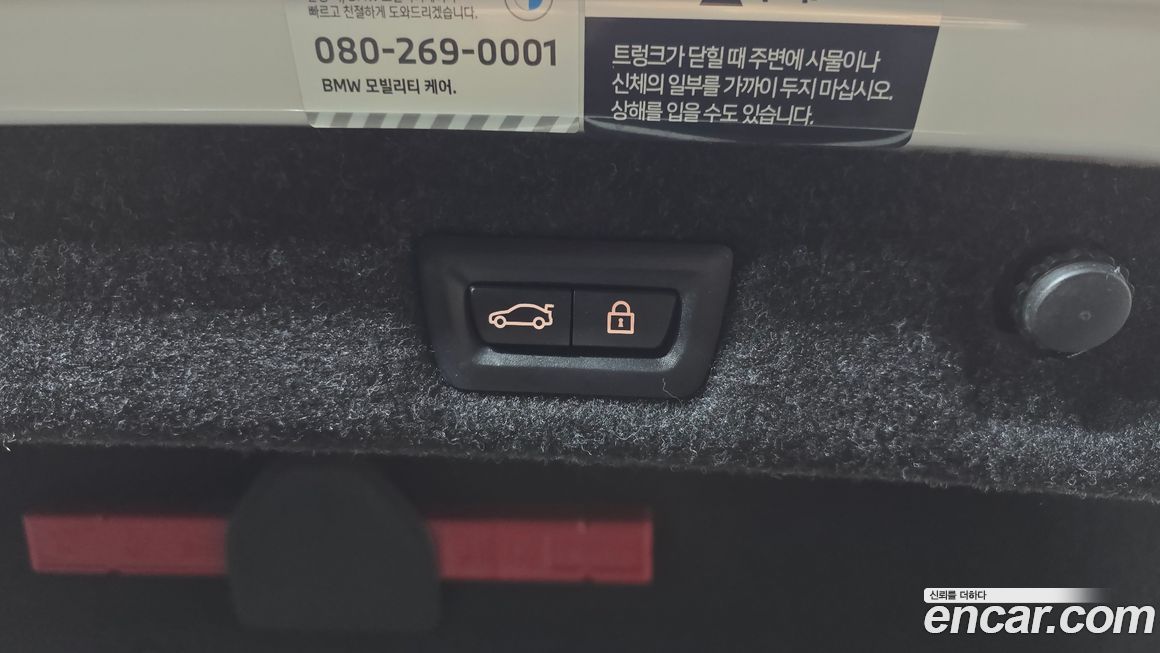 빠르고 친절하게 도와드리겠습니다.
080-269-0001
BMW 모빌리티 케어.
트렁크가 닫힐 때 주변에 사물이나
신체의 일부를 가까이 두지 마십시오.
상해를 입을 수도 있습니다.
신뢰를 더하다
encar.com